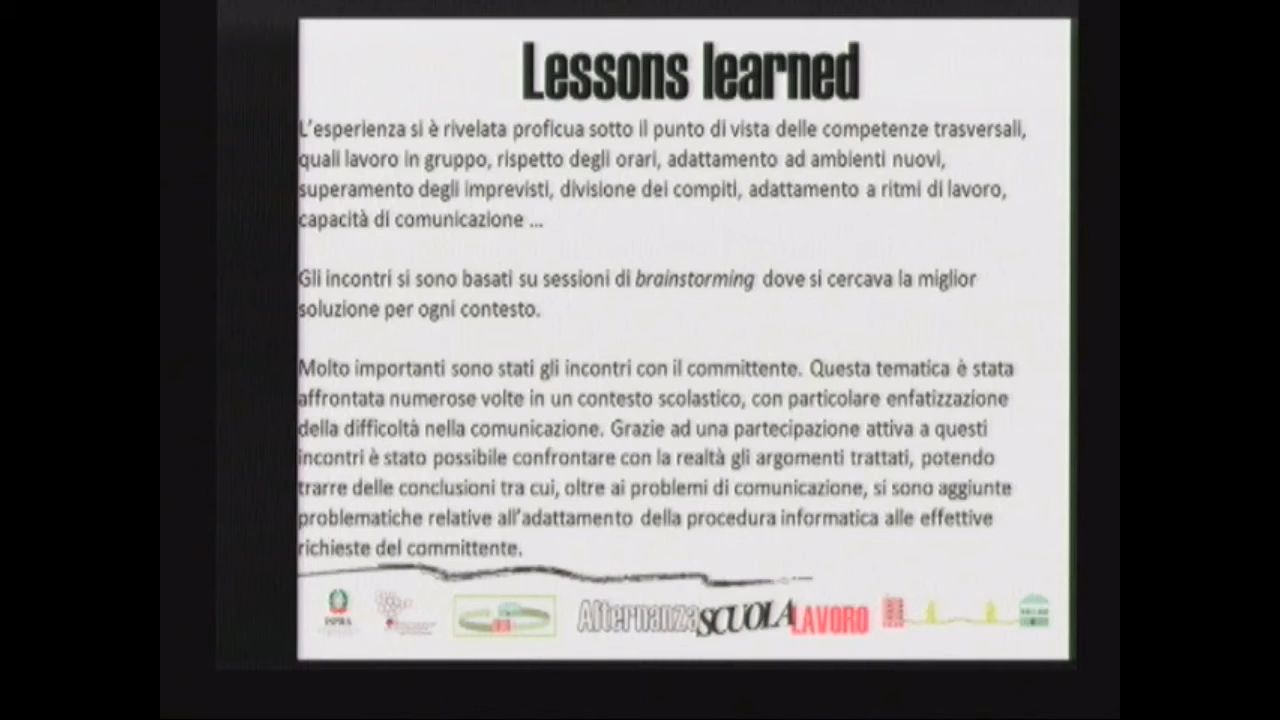 Lessons learned
L'esperienza si è rivelata proficua sotto il punto di vista delle competenze trasversali,
quali lavoro in gruppo, rispetto degli orari, adattamento ad ambienti nuovi,
superamento degli imprevisti, divisione dei compiti, adattamento a ritmi di lavoro,
capacità di comunicazione ...
Gli incontri si sono basati su sessioni di brainstorming dove si cercava la miglior
soluzione per ogni contesto.
Molto importanti sono stati gli incontri con il committente. Questa tematica è stata
affrontata numerose volte in un contesto scolastico, con particolare enfatizzazione
della difficoltà nella comunicazione. Grazie ad una partecipazione attiva a questi
incontri è stato possibile confrontare con la realtà gli argomenti trattati, potendo
trarre delle conclusioni tra cui, oltre ai problemi di comunicazione, si sono aggiunte
problematiche relative all'adattamento della procedura informatica alle effettive
richieste del committente.
ISPRA
Alternanza SCUOLA LAVORO